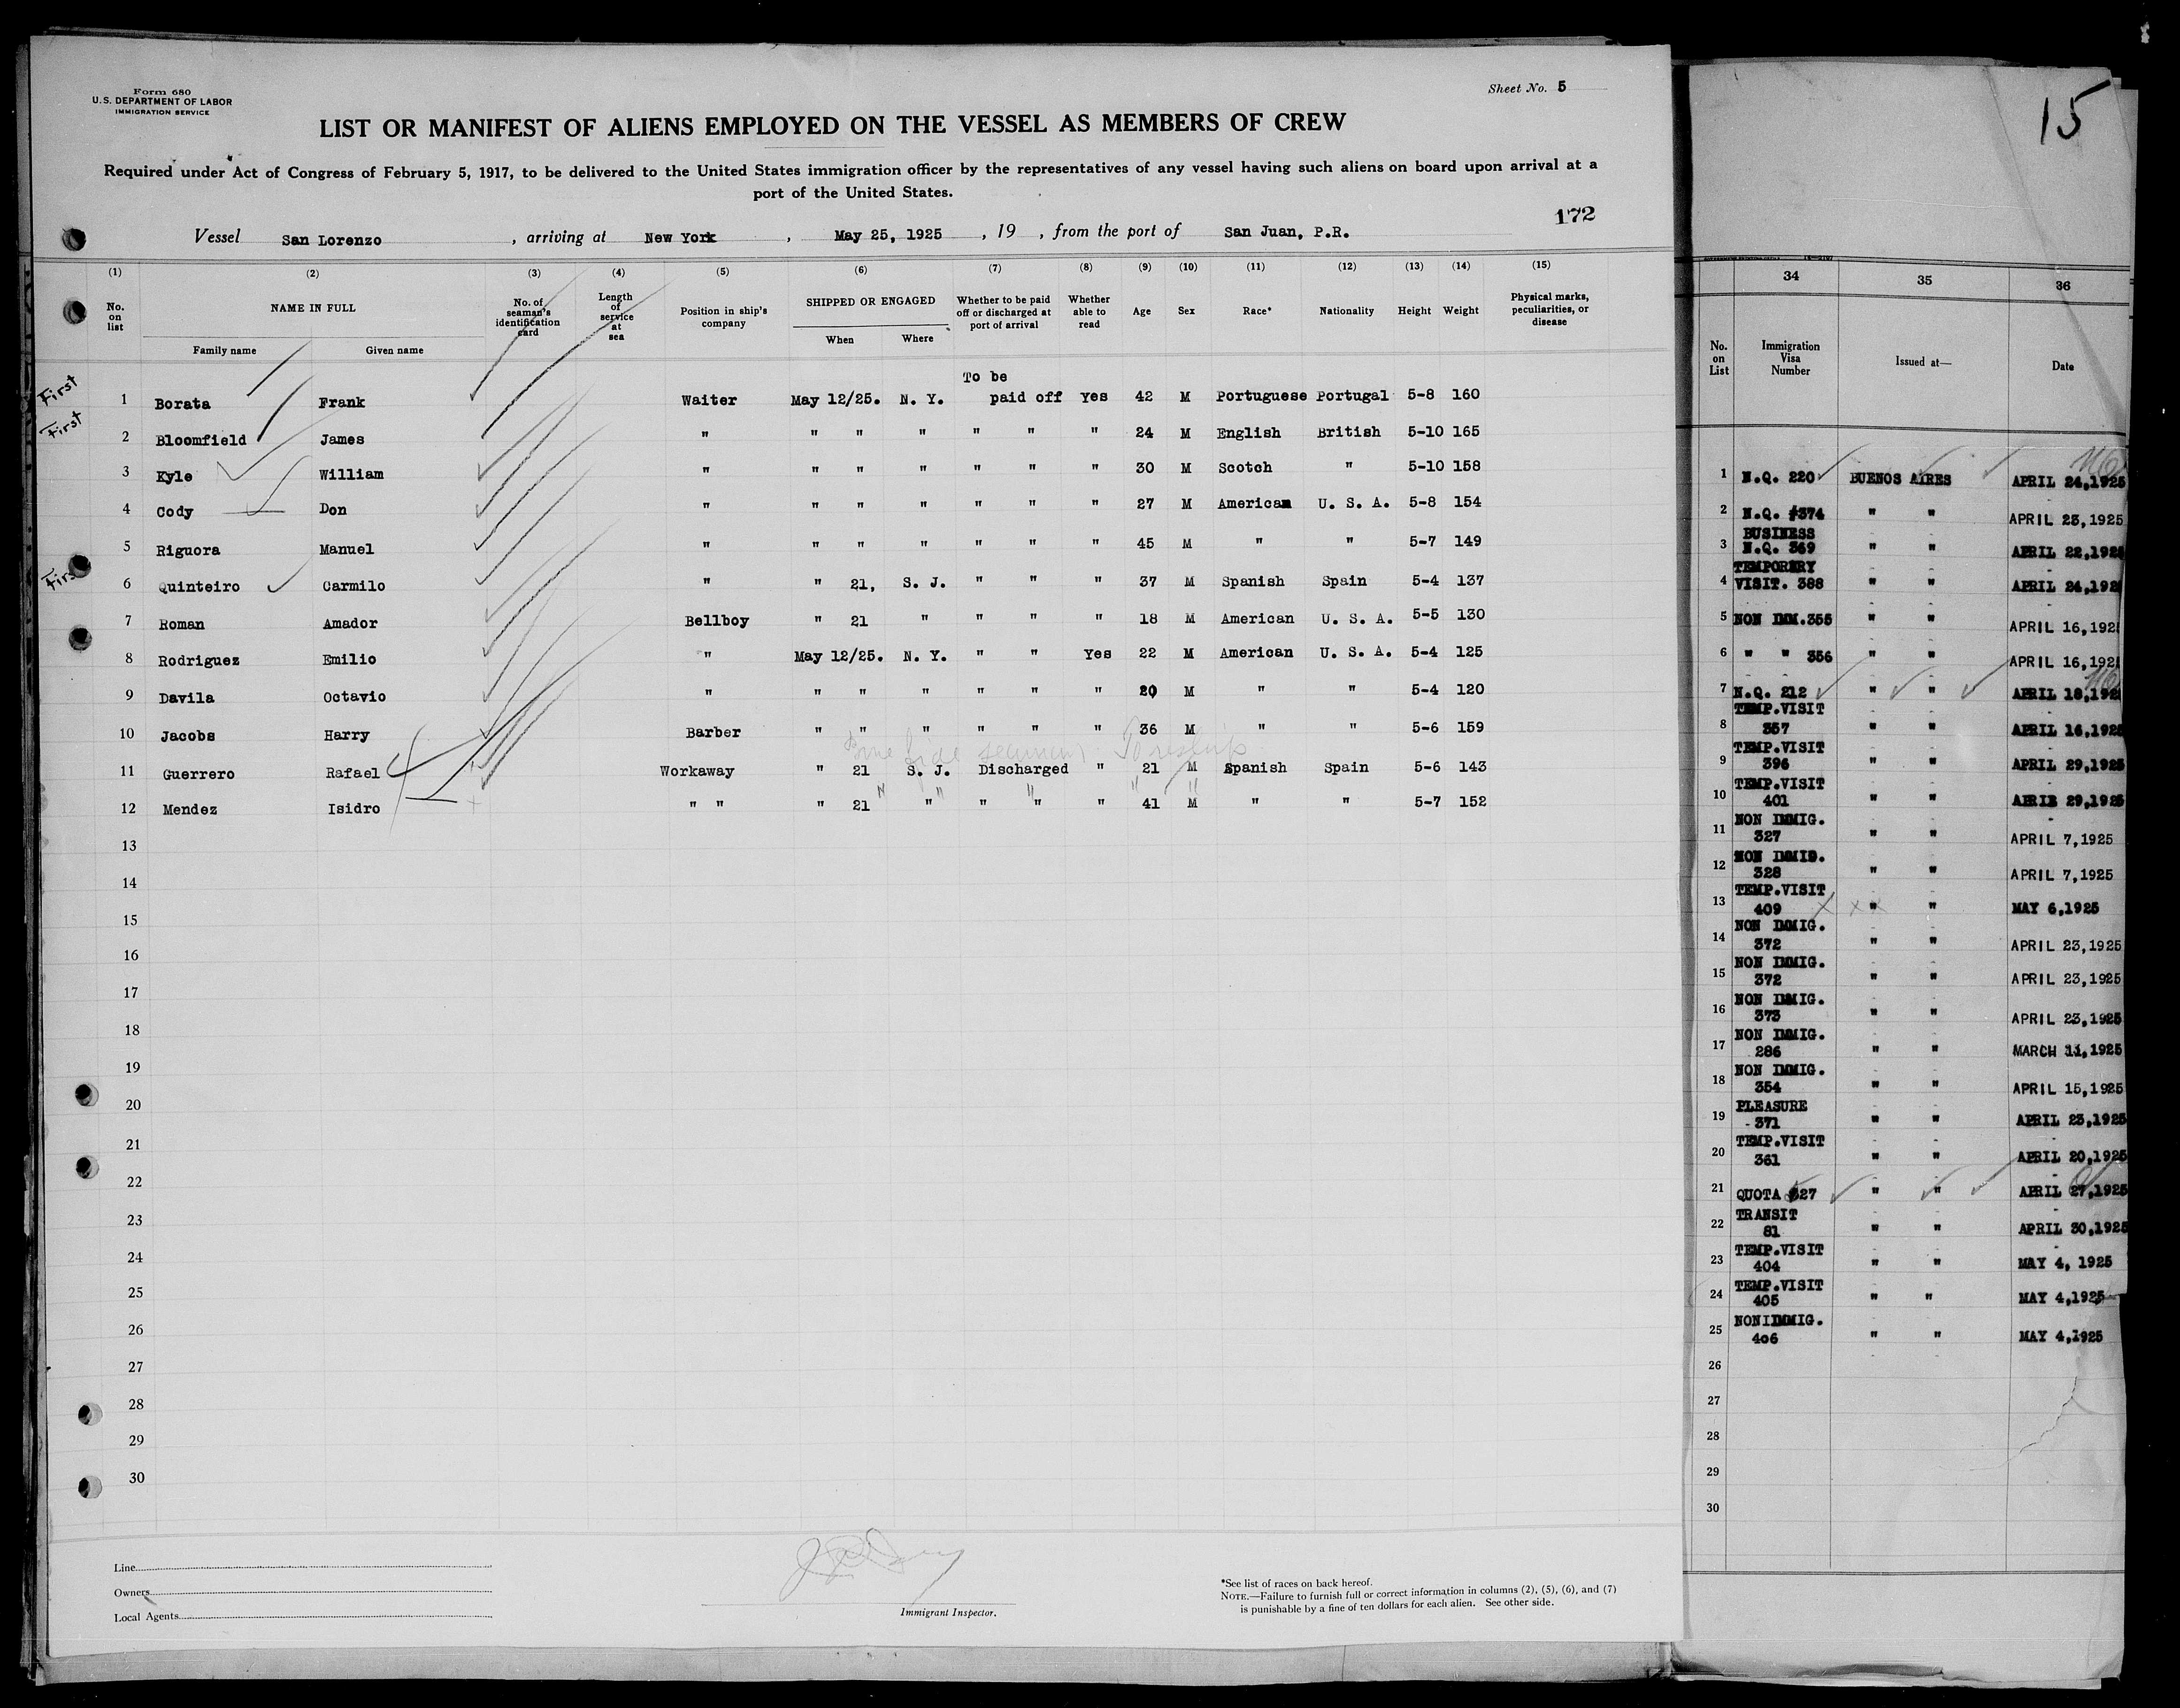 Form 680
U. S. DEPARTMENT OF LABOR
IMMIGRATION SERVICE
Sheet No. 5
LIST OR MANIFEST OF ALIENS EMPLOYED ON THE VESSEL AS MEMBERS OF CREW
Required under Act of Congress of February 5, 1917, to be delivered to the United States immigration officer by the representatives of any vessel having such aliens on board upon arrival at a
port of the United States.
172
Vessel San Lorenzo , arriving at New York , May 25, 1925 , 19 , from the port of San Juan, P.R.
(1) (2) (3) (4) (5) (6) (7) (8) (9) (10) (11) (12) (13) (14) (15)
No. on list NAME IN FULL Family name Given name No. of seaman's identification card Length of service at sea Position in ship's company SHIPPED OR ENGAGED When Where Whether to be paid off or discharged at port of arrival Whether able to read Age Sex Race* Nationality Height Weight Physical marks, peculiarities, or disease
To be
First 1 Borata Frank Waiter May 12/25. N. Y. paid off Yes 42 M Portuguese Portugal 5-8 160
First 2 Bloomfield James " " " " " " " 24 M English British 5-10 165
3 Kyle William " " " " " " " 30 M Scotch " 5-10 158
4 Cody Don " " " " " " " 27 M American U. S. A. 5-8 154
5 Riguora Manuel " " " " " " " 45 M " " 5-7 149
First 6 Quinteiro Carmilo " " 21, S. J. " " " 37 M Spanish Spain 5-4 137
7 Roman Amador Bellboy " 21 " " " " 18 M American U. S. A. 5-5 130
8 Rodriguez Emilio " May 12/25. N. Y. " " Yes 22 M American U. S. A. 5-4 125
9 Davila Octavio " " " " " " " 20 M " " 5-4 120
10 Jacobs Harry Barber " " " " " " 36 M " " 5-6 159
Bona fide seaman. To reship
11 Guerrero Rafael Workaway " 21 S. J. Discharged " 21 M Spanish Spain 5-6 143
" " " " "
12 Mendez Isidro " " " 21 " " " " 41 M " " 5-7 152
13
14
15
16
17
18
19
20
21
22
23
24
25
26
27
28
29
30
Line
Owners
Local Agents
Immigrant Inspector.
*See list of races on back hereof.
NOTE.—Failure to furnish full or correct information in columns (2), (5), (6), and (7)
is punishable by a fine of ten dollars for each alien. See other side.
15
34 35 36
No. on List Immigration Visa Number Issued at— Date
1 N.Q. 220 BUENOS AIRES APRIL 24,1925
2 N.Q. #374 " " APRIL 23,1925
BUSINESS
3 N.Q. 369 " " APRIL 22,1925
TEMPORERY
4 VISIT. 388 " " APRIL 24,192
5 NON IMM.355 " " APRIL 16,192
6 " " 356 " " APRIL 16,192
7 N.Q. 212 " " APRIL 18,192
TEMP.VISIT
8 357 " " APRIL 16,1925
TEMP.VISIT
9 396 " " APRIL 29,1925
TEMP.VISIT
10 401 " " APRIL 29,1925
NON IMMIG.
11 327 " " APRIL 7,1925
NON IMMIG.
12 328 " " APRIL 7,1925
TEMP.VISIT
13 409 " " MAY 6,1925
NON IMMIG.
14 372 " " APRIL 23,1925
NON IMMIG.
15 372 " " APRIL 23,1925
NON IMMIG.
16 373 " " APRIL 23,1925
NON IMMIG.
17 286 " " MARCH 11,1925
NON IMMIG.
18 354 " " APRIL 15,1925
PLEASURE
19 371 " " APRIL 23,1925
TEMP.VISIT
20 361 " " APRIL 20,1925
21 QUOTA #27 " " APRIL 27,1925
TRANSIT
22 81 " " APRIL 30,1925
TEMP.VISIT
23 404 " " MAY 4, 1925
TEMP.VISIT
24 405 " " MAY 4,1925
NONIMMIG.
25 406 " " MAY 4,1925
26
27
28
29
30